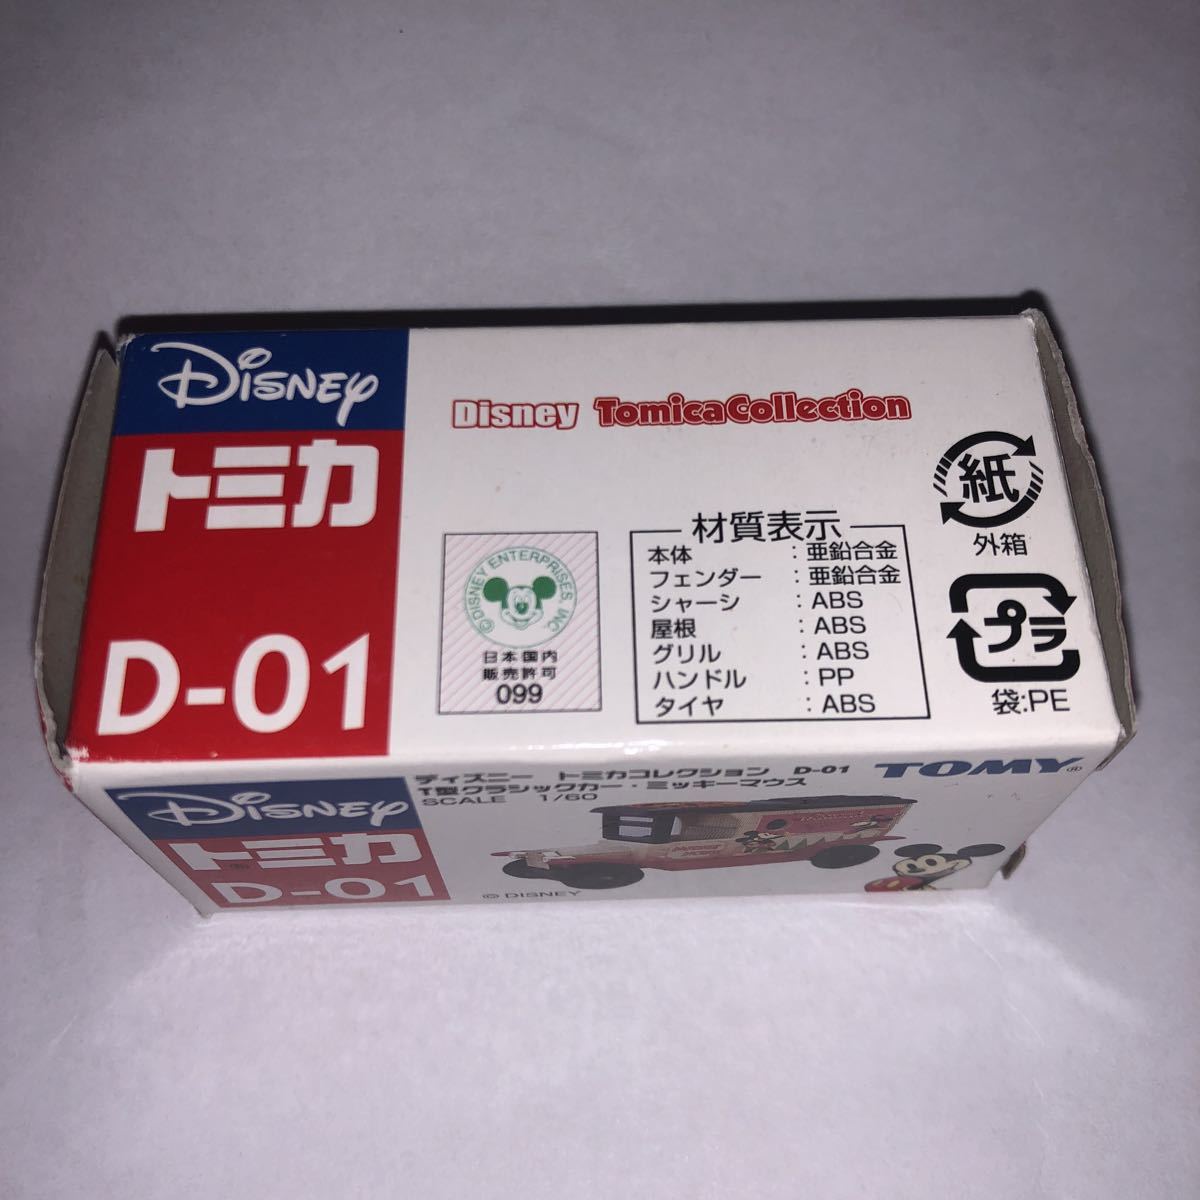 Disney
トミカ
D-01
Disney TomicaCollection
© DISNEY ENTERPRISES, INC
日本国内
販売許可
099
材質表示
本体 : 亜鉛合金
フェンダー : 亜鉛合金
シャーシ : ABS
屋根 : ABS
グリル : ABS
ハンドル : PP
タイヤ : ABS
紙
外箱
プラ
袋:PE
Disney
トミカ
D-01
ディズニー トミカコレクション D-01
T型クラシックカー・ミッキーマウス
SCALE 1/60
TOMY®
© DISNEY